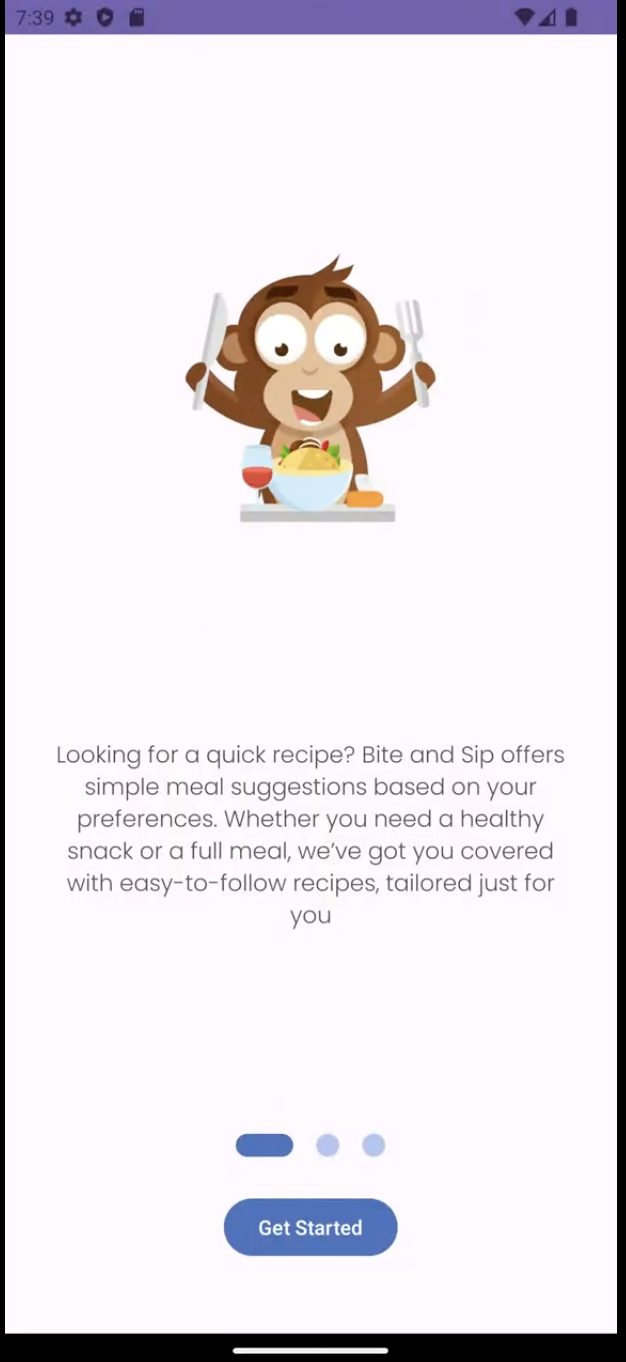 7:39
Looking for a quick recipe? Bite and Sip offers
simple meal suggestions based on your
preferences. Whether you need a healthy
snack or a full meal, we’ve got you covered
with easy-to-follow recipes, tailored just for
you
Get Started